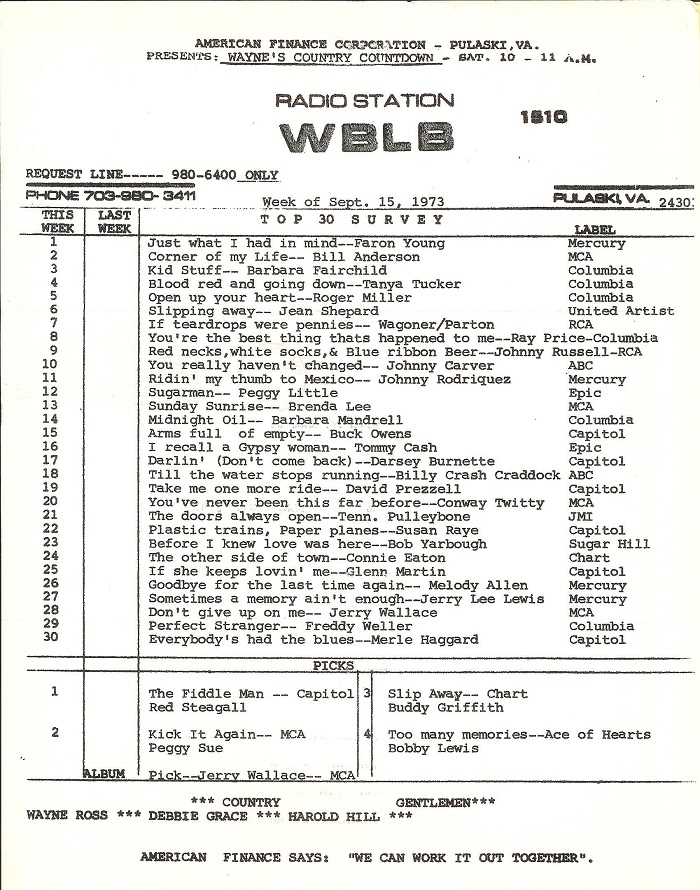 AMERICAN FINANCE CORPORATION - PULASKI,VA.
PRESENTS: WAYNE'S COUNTRY COUNTDOWN - SAT. 10 - 11 A.M.
RADIO STATION
WBLB 1510
REQUEST LINE----- 980-6400 ONLY
PHONE 703-980-3411 Week of Sept. 15, 1973 PULASKI, VA. 24301
THIS WEEK LAST WEEK TOP 30 SURVEY LABEL
1 Just what I had in mind--Faron Young Mercury
2 Corner of my Life-- Bill Anderson MCA
3 Kid Stuff-- Barbara Fairchild Columbia
4 Blood red and going down--Tanya Tucker Columbia
5 Open up your heart--Roger Miller Columbia
6 Slipping away-- Jean Shepard United Artist
7 If teardrops were pennies-- Wagoner/Parton RCA
8 You're the best thing thats happened to me--Ray Price-Columbia
9 Red necks,white socks,& Blue ribbon Beer--Johnny Russell-RCA
10 You really haven't changed-- Johnny Carver ABC
11 Ridin' my thumb to Mexico-- Johnny Rodriquez Mercury
12 Sugarman-- Peggy Little Epic
13 Sunday Sunrise-- Brenda Lee MCA
14 Midnight Oil-- Barbara Mandrell Columbia
15 Arms full of empty-- Buck Owens Capitol
16 I recall a Gypsy woman-- Tommy Cash Epic
17 Darlin' (Don't come back)--Darsey Burnette Capitol
18 Till the water stops running--Billy Crash Craddock ABC
19 Take me one more ride-- David Prezzell Capitol
20 You've never been this far before--Conway Twitty MCA
21 The doors always open--Tenn. Pulleybone JMI
22 Plastic trains, Paper planes--Susan Raye Capitol
23 Before I knew love was here--Bob Yarbough Sugar Hill
24 The other side of town--Connie Eaton Chart
25 If she keeps lovin' me--Glenn Martin Capitol
26 Goodbye for the last time again-- Melody Allen Mercury
27 Sometimes a memory ain't enough--Jerry Lee Lewis Mercury
28 Don't give up on me-- Jerry Wallace MCA
29 Perfect Stranger-- Freddy Weller Columbia
30 Everybody's had the blues--Merle Haggard Capitol
PICKS
1 The Fiddle Man -- Capitol 3 Slip Away-- Chart
Red Steagall Buddy Griffith
2 Kick It Again-- MCA 4 Too many memories--Ace of Hearts
Peggy Sue Bobby Lewis
ALBUM Pick--Jerry Wallace-- MCA
*** COUNTRY GENTLEMEN***
WAYNE ROSS *** DEBBIE GRACE *** HAROLD HILL ***
AMERICAN FINANCE SAYS: "WE CAN WORK IT OUT TOGETHER".